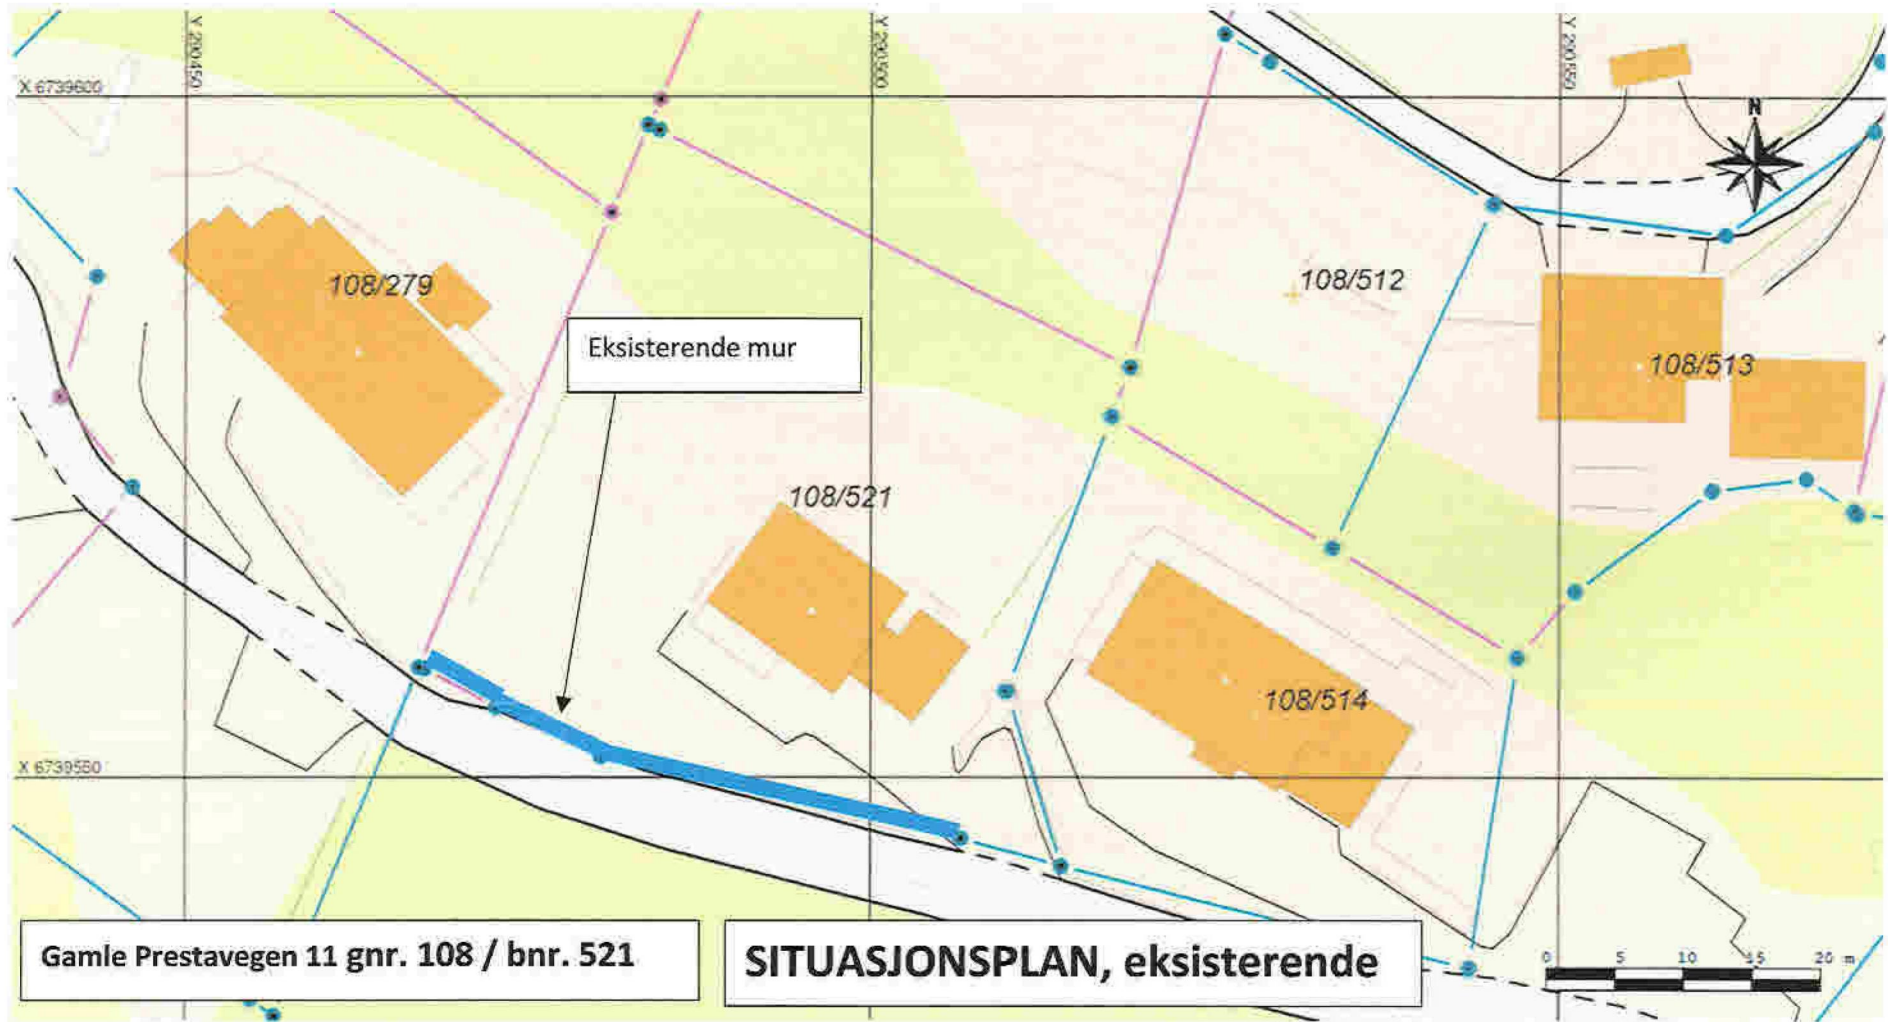 Y 290450
Y 290500
Y 290550
X 6739600
N
108/279
108/512
Eksisterende mur
108/513
108/521
108/514
X 6739550
Gamle Prestavegen 11 gnr. 108 / bnr. 521
SITUASJONSPLAN, eksisterende
0 5 10 15 20 m